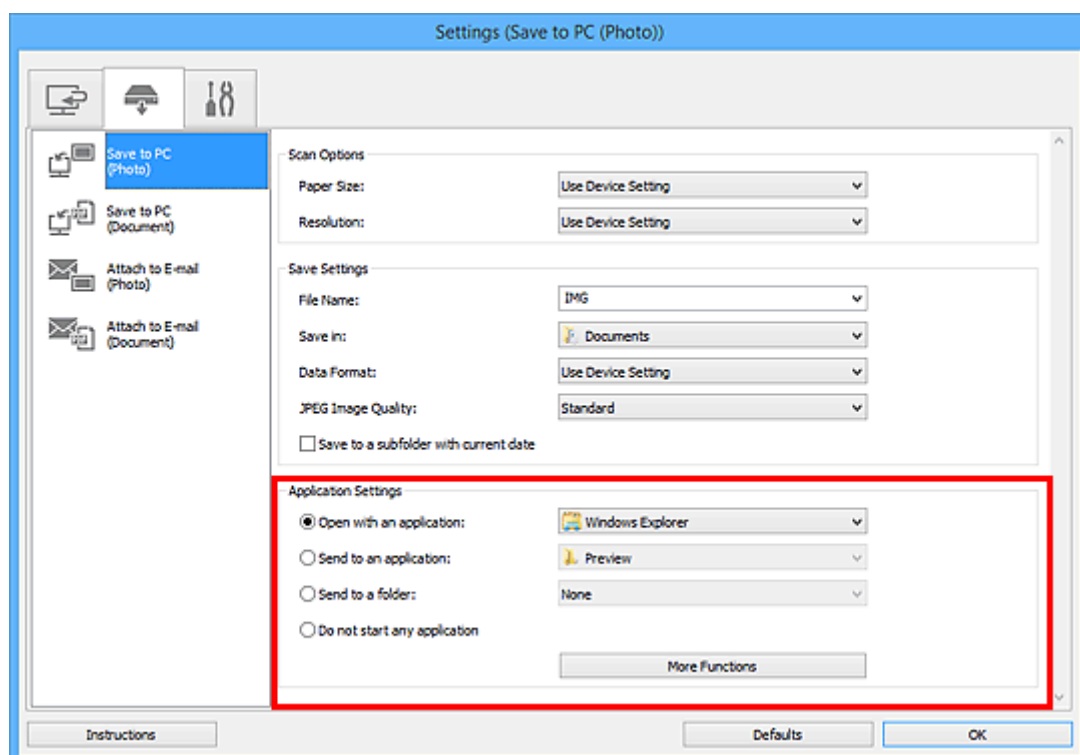 Settings (Save to PC (Photo))
Save to PC
(Photo)
Save to PC
(Document)
Attach to E-mail
(Photo)
Attach to E-mail
(Document)
Scan Options
Paper Size: Use Device Setting
Resolution: Use Device Setting
Save Settings
File Name: IMG
Save in: Documents
Data Format: Use Device Setting
JPEG Image Quality: Standard
Save to a subfolder with current date
Application Settings
Open with an application: Windows Explorer
Send to an application: Preview
Send to a folder: None
Do not start any application
More Functions
Instructions Defaults OK